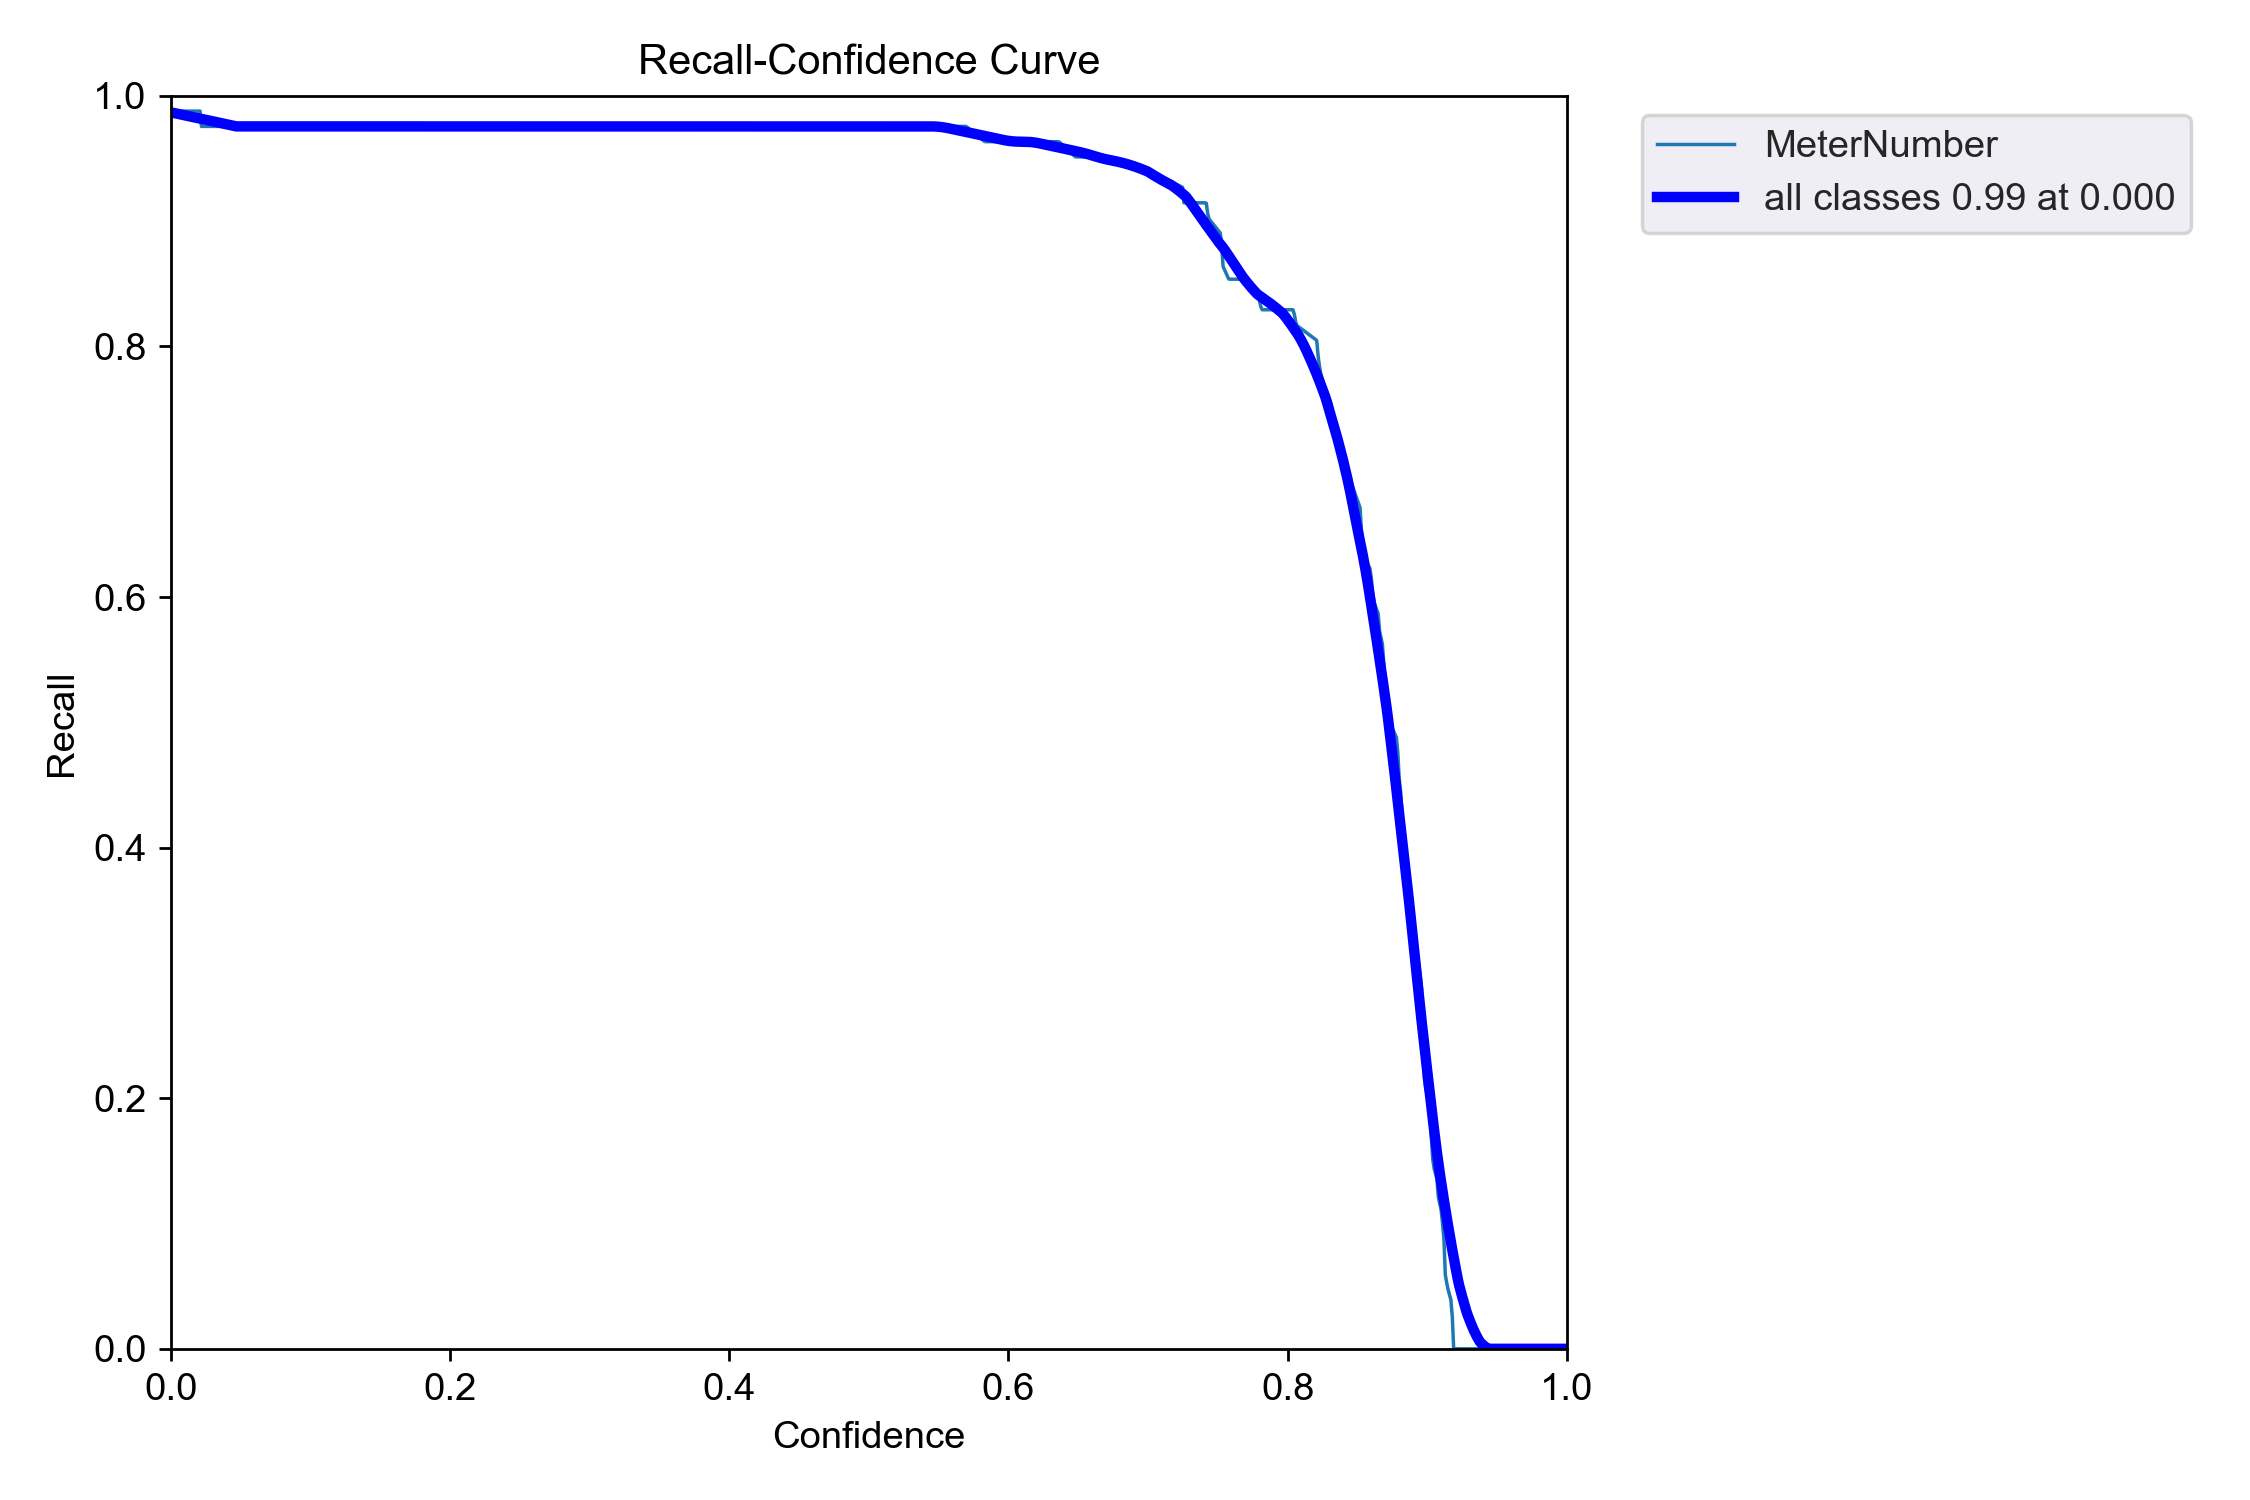 Recall-Confidence Curve
1.0
0.8
0.6
0.4
0.2
0.0
Recall
0.0 0.2 0.4 0.6 0.8 1.0
Confidence
MeterNumber
all classes 0.99 at 0.000